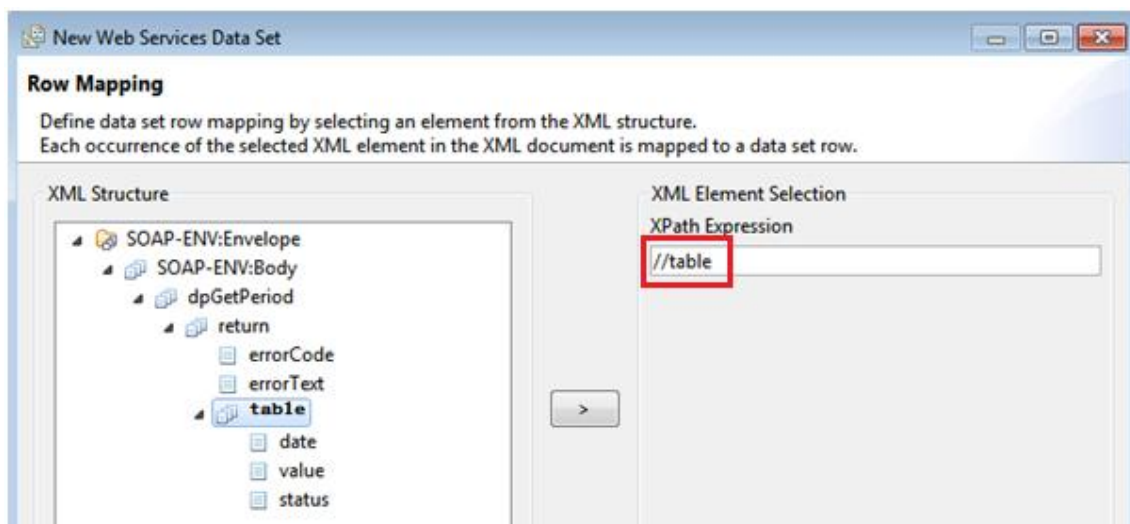 New Web Services Data Set
Row Mapping
Define data set row mapping by selecting an element from the XML structure.
Each occurrence of the selected XML element in the XML document is mapped to a data set row.
XML Structure
SOAP-ENV:Envelope
SOAP-ENV:Body
dpGetPeriod
return
errorCode
errorText
table
date
value
status
>
XML Element Selection
XPath Expression
//table